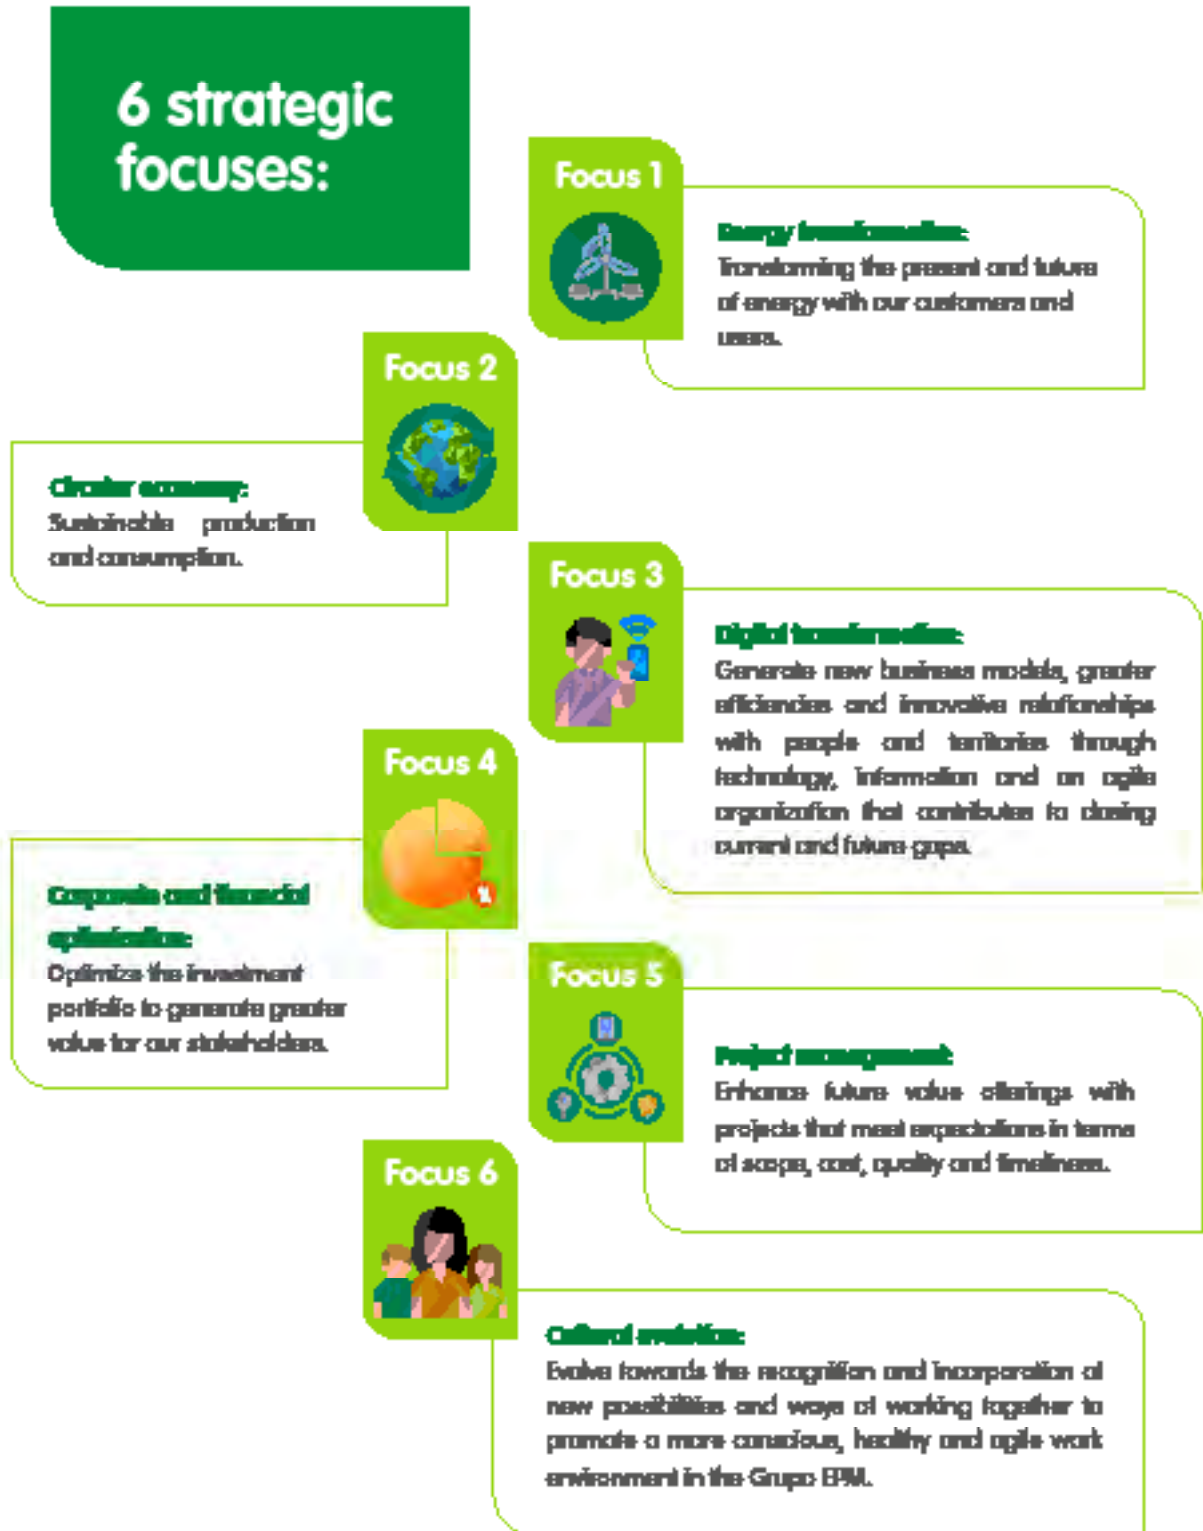 6 strategic
focuses:
Focus 1
Energy transformation:
Transforming the present and future
of energy with our customers and
users.
Focus 2
Circular economy:
Sustainable production
and consumption.
Focus 3
Digital transformation:
Generate new business models, greater
efficiencies and innovative relationships
with people and territories through
technology, information and an agile
organization that contributes to closing
current and future gaps.
Focus 4
Corporate and financial
optimization:
Optimize the investment
portfolio to generate greater
value for our stakeholders.
Focus 5
Project management:
Enhance future value offerings with
projects that meet expectations in terms
of scope, cost, quality and timeliness.
Focus 6
Cultural evolution:
Evolve towards the recognition and incorporation of
new possibilities and ways of working together to
promote a more conscious, healthy and agile work
environment in the Grupo EPM.